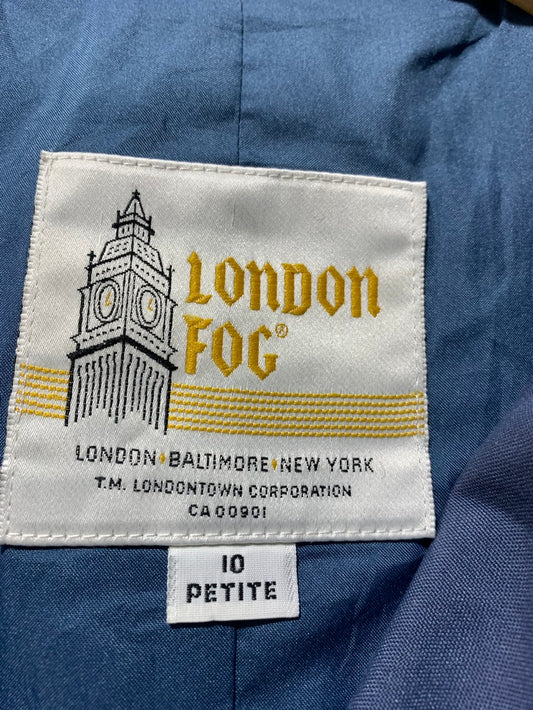 LONDON
FOG®
LONDON♦BALTIMORE♦NEW YORK
T.M. LONDONTOWN CORPORATION
CA 00901
10
PETITE